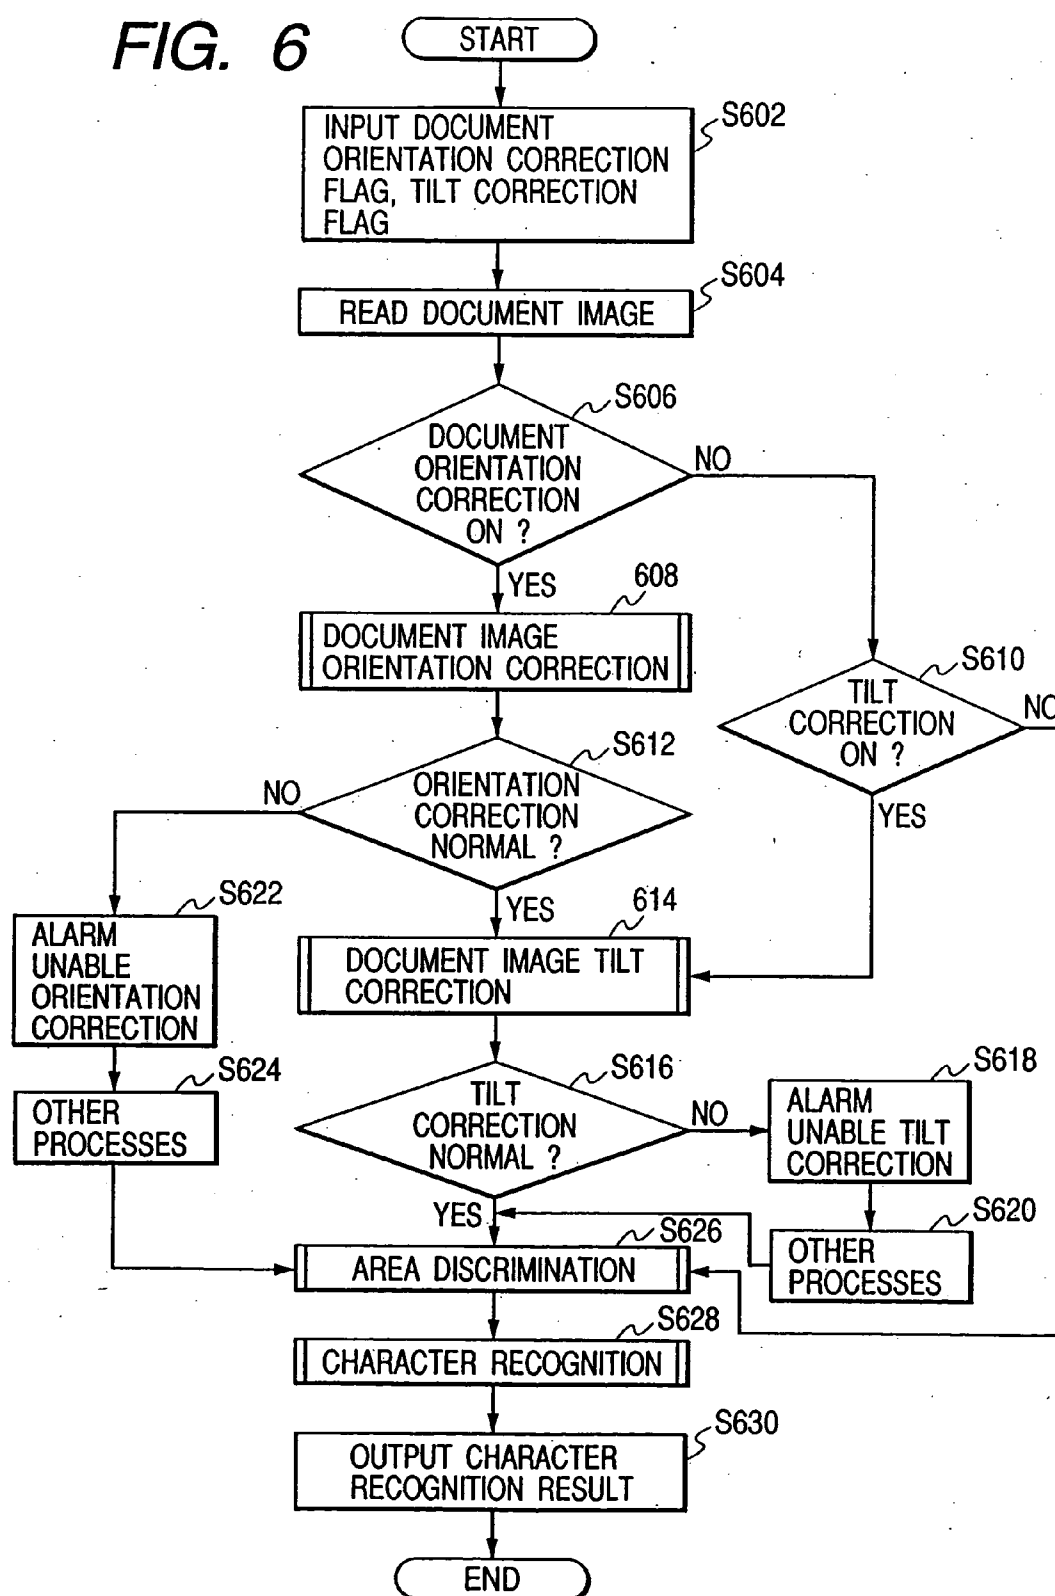 FIG. 6
START
S602
INPUT DOCUMENT
ORIENTATION CORRECTION
FLAG, TILT CORRECTION
FLAG
S604
READ DOCUMENT IMAGE
S606
DOCUMENT
ORIENTATION
CORRECTION
ON ?
NO
YES
608
DOCUMENT IMAGE
ORIENTATION CORRECTION
S610
TILT
CORRECTION
ON ?
NO
YES
S612
ORIENTATION
CORRECTION
NORMAL ?
NO
YES
S622
ALARM
UNABLE
ORIENTATION
CORRECTION
614
DOCUMENT IMAGE TILT
CORRECTION
S624
OTHER
PROCESSES
S616
TILT
CORRECTION
NORMAL ?
NO
YES
S618
ALARM
UNABLE TILT
CORRECTION
S620
OTHER
PROCESSES
S626
AREA DISCRIMINATION
S628
CHARACTER RECOGNITION
S630
OUTPUT CHARACTER
RECOGNITION RESULT
END